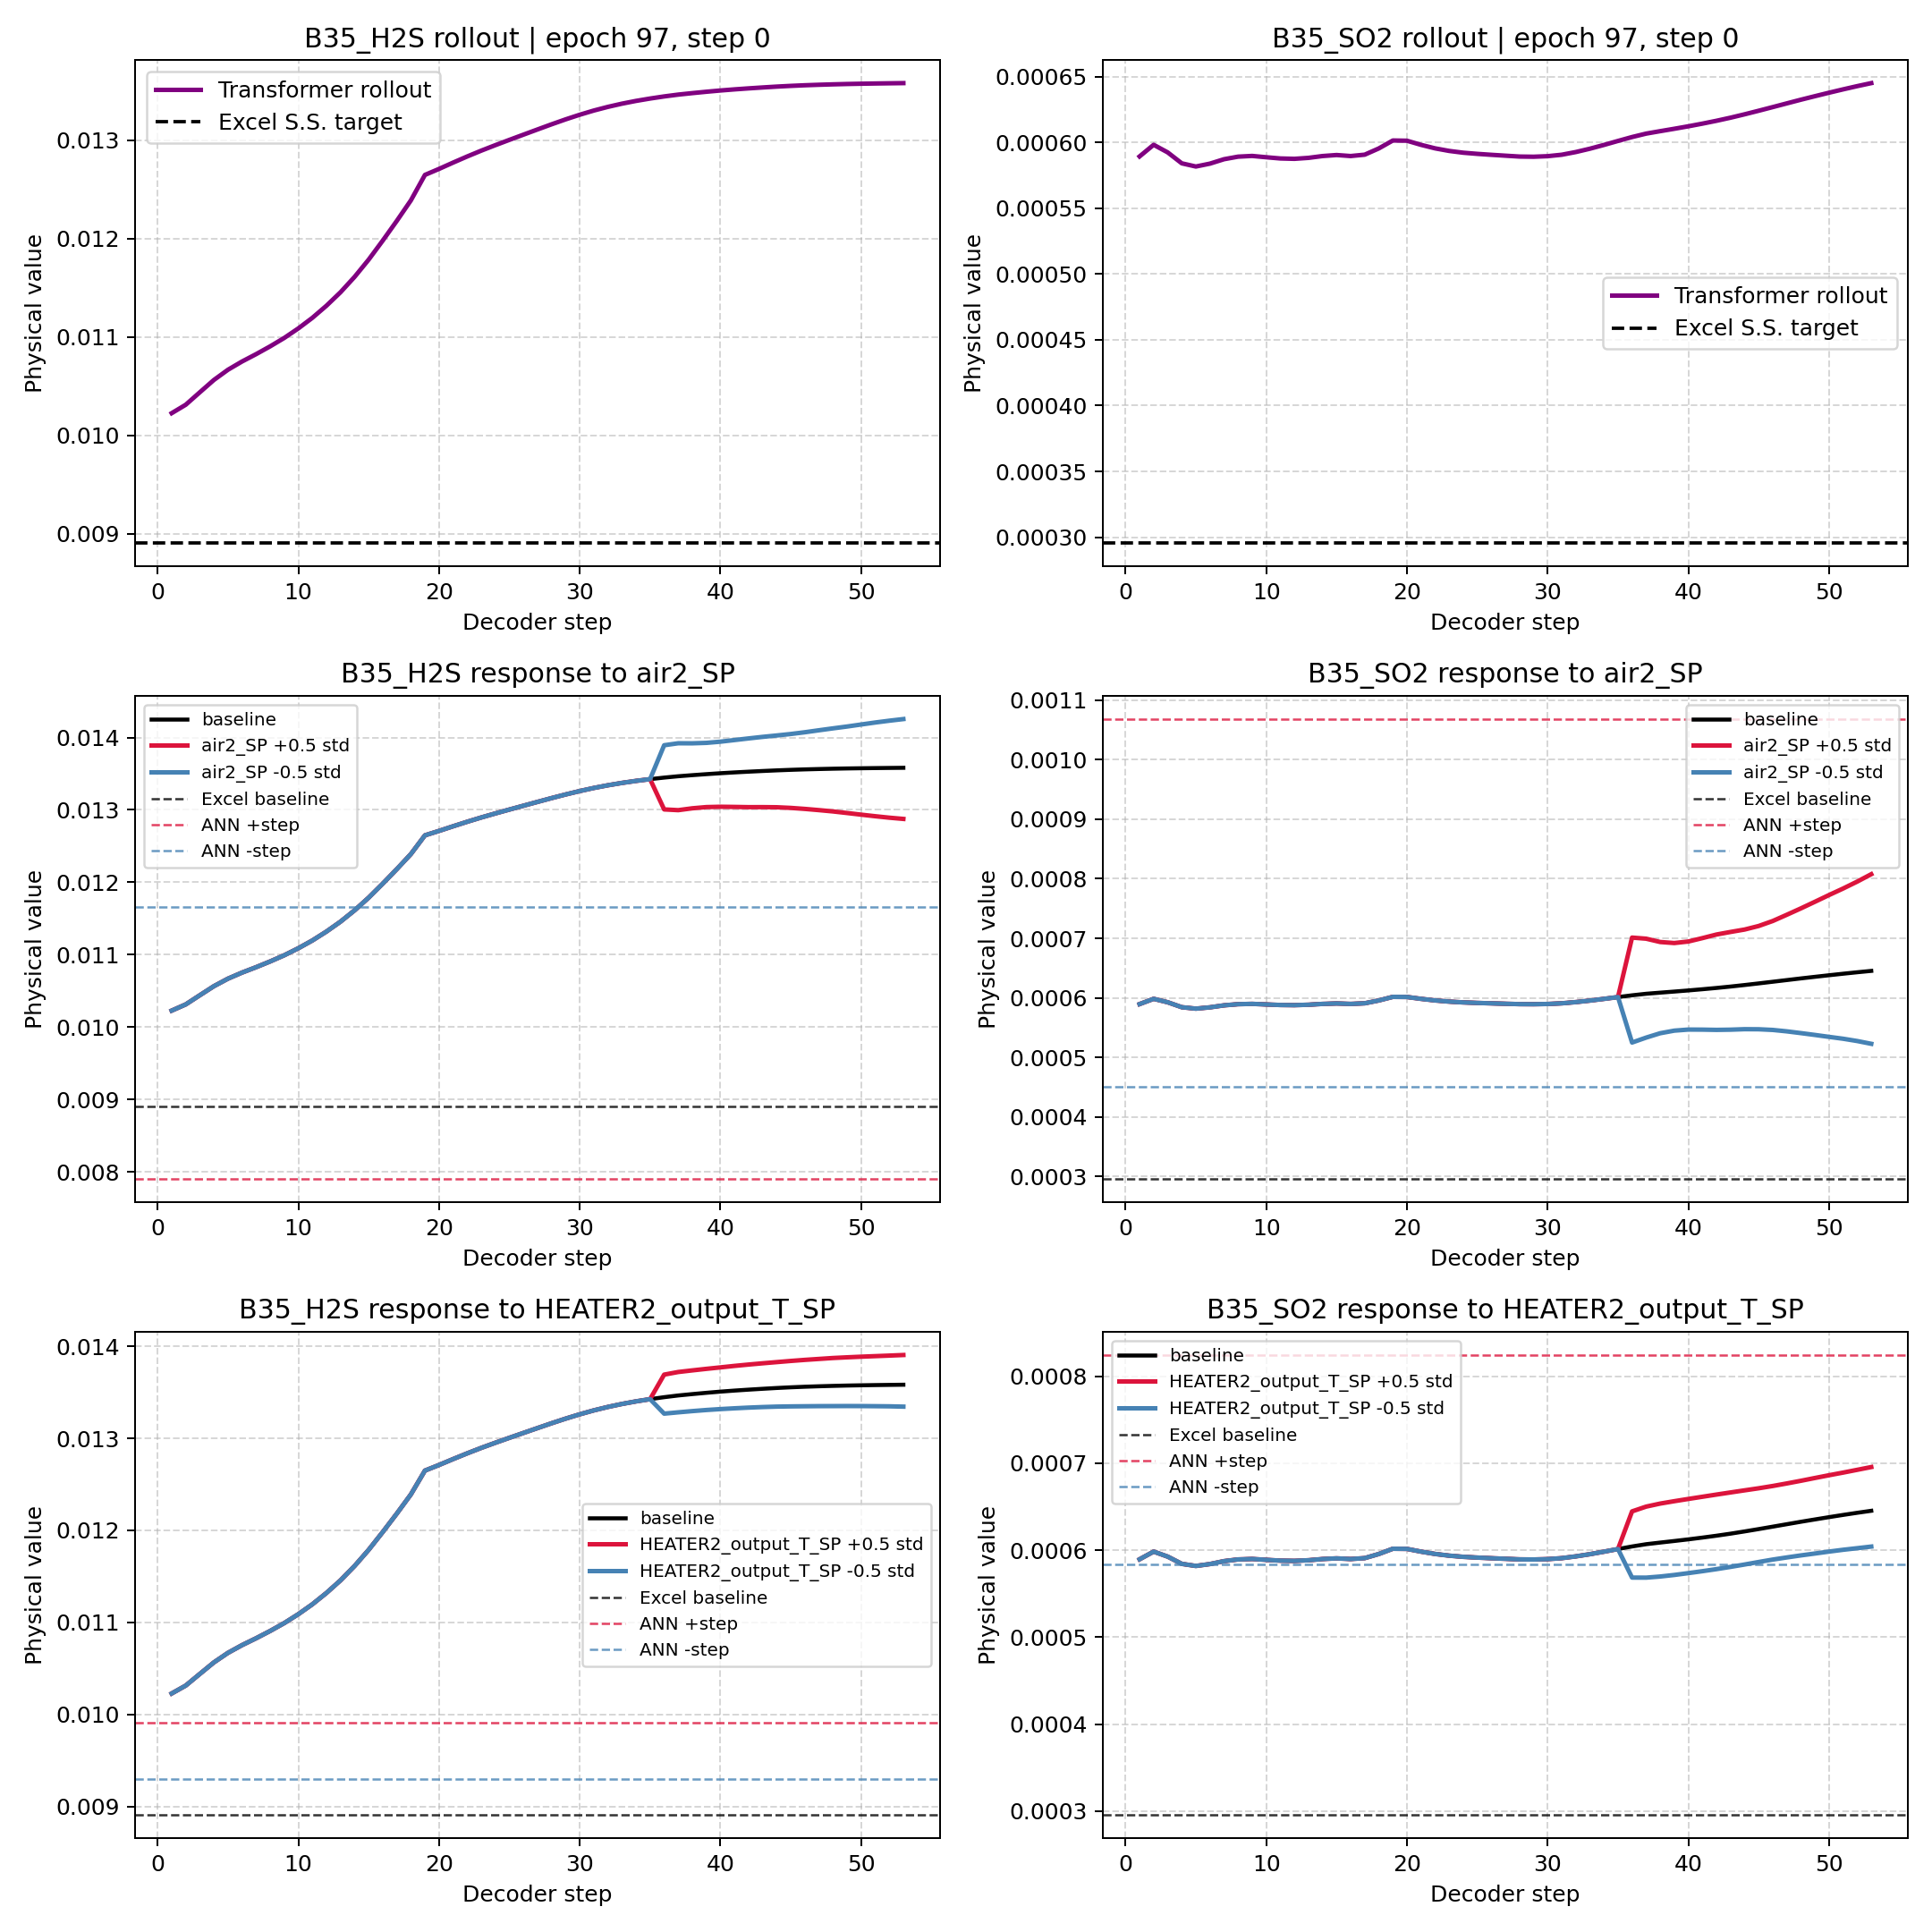 B35_H2S rollout | epoch 97, step 0
Physical value
0.013
0.012
0.011
0.010
0.009
Transformer rollout
Excel S.S. target
0 10 20 30 40 50
Decoder step
B35_SO2 rollout | epoch 97, step 0
Physical value
0.00065
0.00060
0.00055
0.00050
0.00045
0.00040
0.00035
0.00030
Transformer rollout
Excel S.S. target
0 10 20 30 40 50
Decoder step
B35_H2S response to air2_SP
Physical value
0.014
0.013
0.012
0.011
0.010
0.009
0.008
baseline
air2_SP +0.5 std
air2_SP -0.5 std
Excel baseline
ANN +step
ANN -step
0 10 20 30 40 50
Decoder step
B35_SO2 response to air2_SP
Physical value
0.0011
0.0010
0.0009
0.0008
0.0007
0.0006
0.0005
0.0004
0.0003
baseline
air2_SP +0.5 std
air2_SP -0.5 std
Excel baseline
ANN +step
ANN -step
0 10 20 30 40 50
Decoder step
B35_H2S response to HEATER2_output_T_SP
Physical value
0.014
0.013
0.012
0.011
0.010
0.009
baseline
HEATER2_output_T_SP +0.5 std
HEATER2_output_T_SP -0.5 std
Excel baseline
ANN +step
ANN -step
0 10 20 30 40 50
Decoder step
B35_SO2 response to HEATER2_output_T_SP
Physical value
0.0008
0.0007
0.0006
0.0005
0.0004
0.0003
baseline
HEATER2_output_T_SP +0.5 std
HEATER2_output_T_SP -0.5 std
Excel baseline
ANN +step
ANN -step
0 10 20 30 40 50
Decoder step